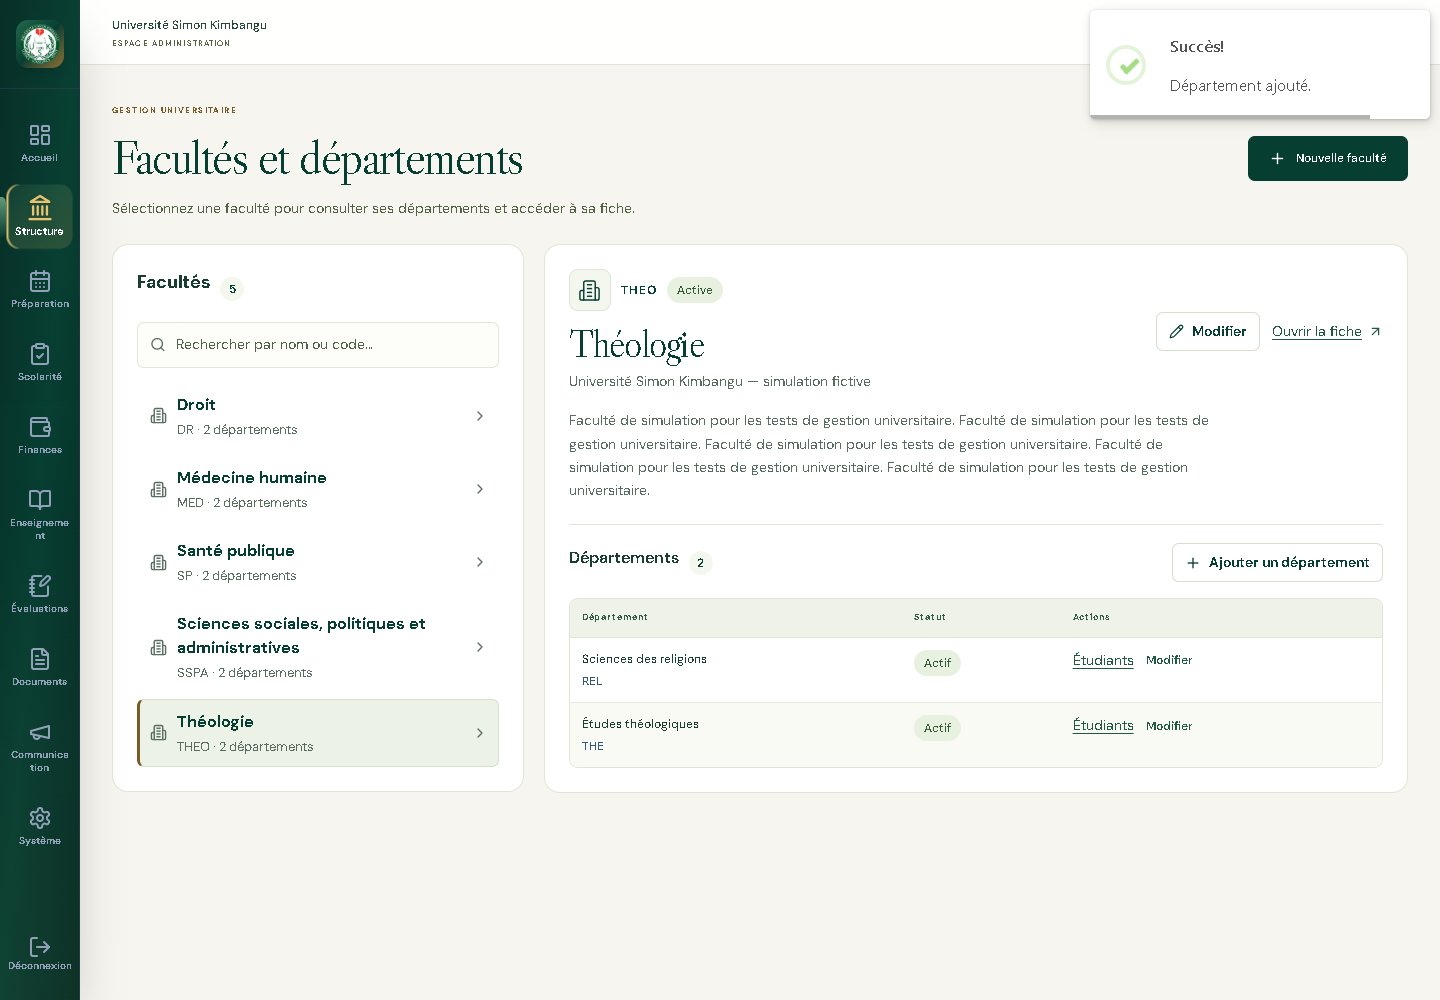 Université Simon Kimbangu
ESPACE ADMINISTRATION
Succès!
Département ajouté.
Accueil
Structure
Préparation
Scolarité
Finances
Enseigneme
nt
Évaluations
Documents
Communica
tion
Système
Déconnexion
GESTION UNIVERSITAIRE
Facultés et départements
Nouvelle faculté
Sélectionnez une faculté pour consulter ses départements et accéder à sa fiche.
Facultés 5
Rechercher par nom ou code...
Droit
DR · 2 départements
Médecine humaine
MED · 2 départements
Santé publique
SP · 2 départements
Sciences sociales, politiques et
administratives
SSPA · 2 départements
Théologie
THEO · 2 départements
THEO Active
Théologie
Modifier Ouvrir la fiche
Université Simon Kimbangu — simulation fictive
Faculté de simulation pour les tests de gestion universitaire. Faculté de simulation pour les tests de
gestion universitaire. Faculté de simulation pour les tests de gestion universitaire. Faculté de
simulation pour les tests de gestion universitaire. Faculté de simulation pour les tests de gestion
universitaire.
Départements 2
Ajouter un département
Département Statut Actions
Sciences des religions Actif Étudiants Modifier
REL
Études théologiques Actif Étudiants Modifier
THE